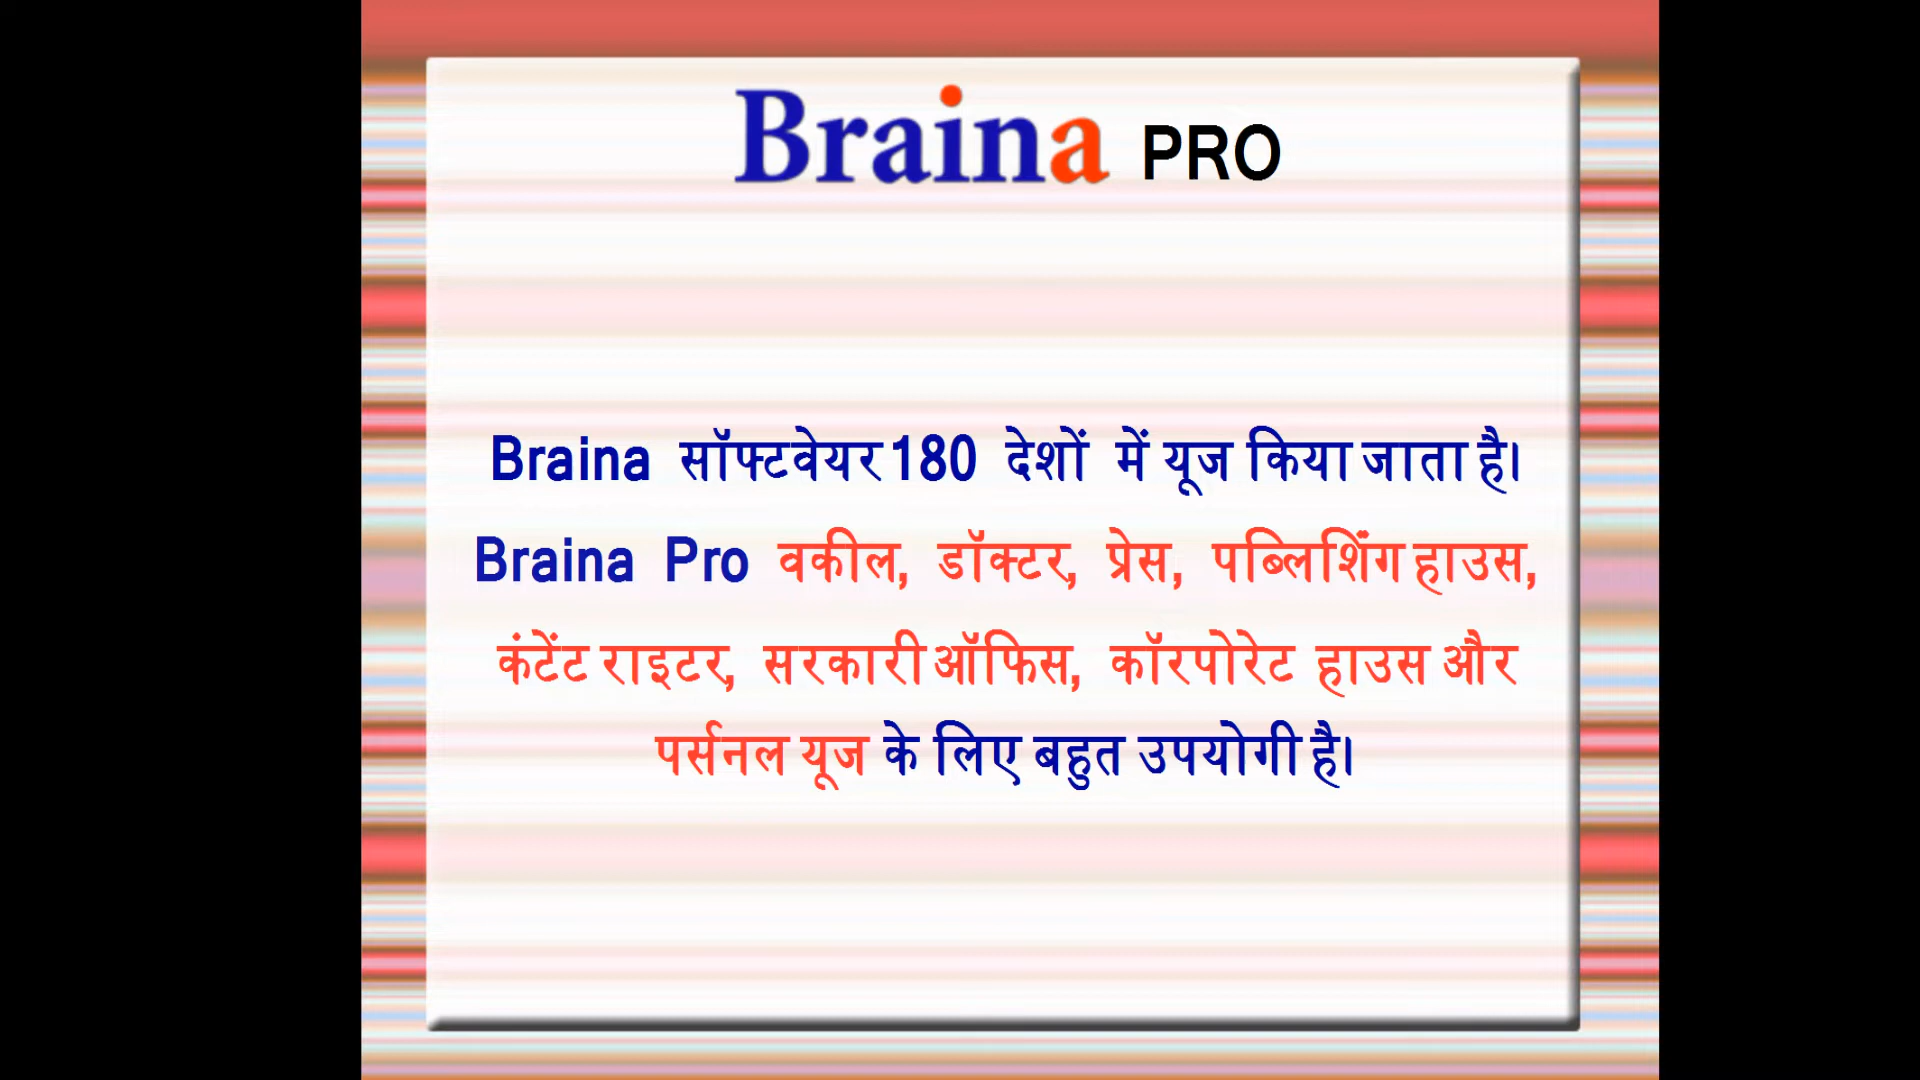 Braina PRO
Braina सॉफ्टवेयर 180 देशों में यूज किया जाता है।
Braina Pro वकील, डॉक्टर, प्रेस, पब्लिशिंग हाउस,
कंटेंट राइटर, सरकारी ऑफिस, कॉरपोरेट हाउस और
पर्सनल यूज के लिए बहुत उपयोगी है।